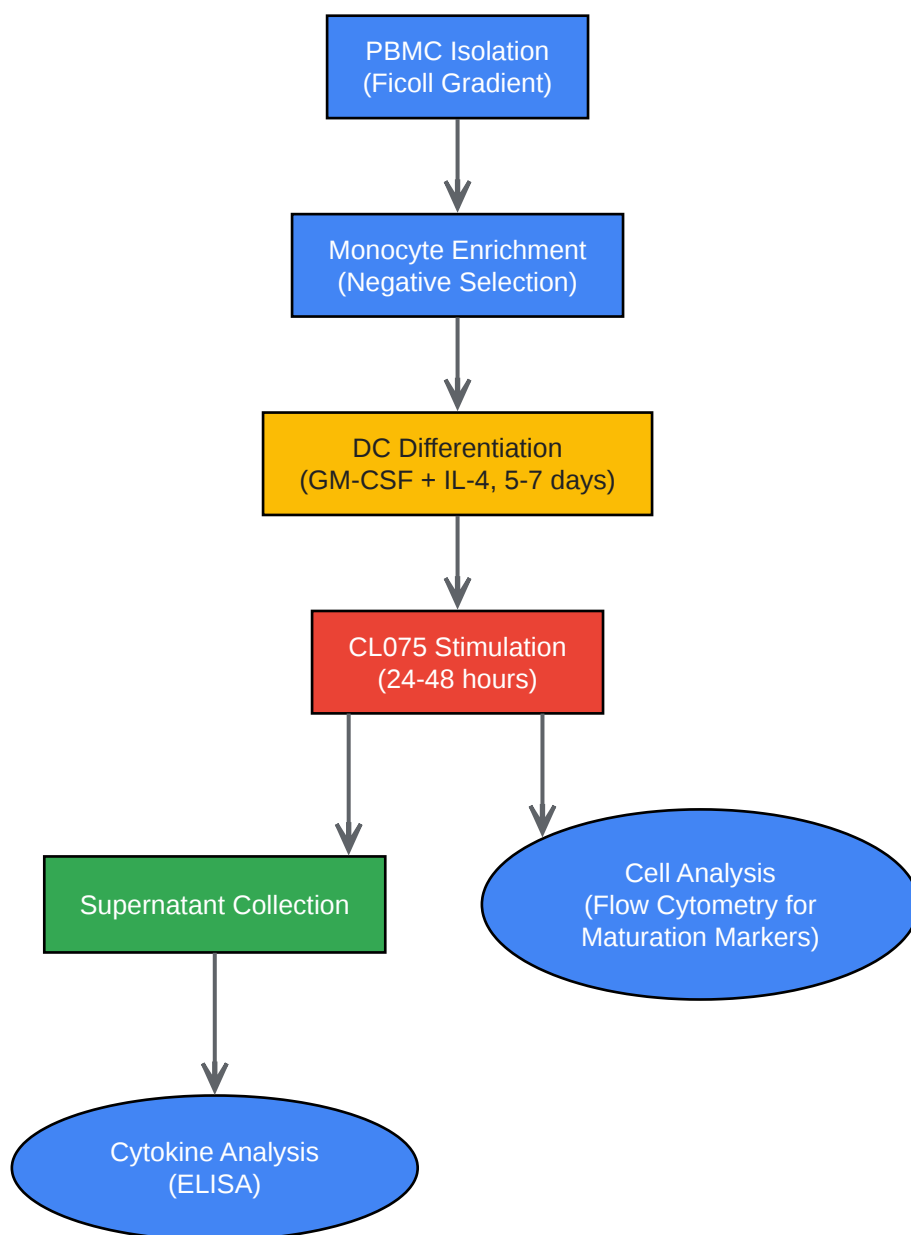 PBMC Isolation
(Ficoll Gradient)
Monocyte Enrichment
(Negative Selection)
DC Differentiation
(GM-CSF + IL-4, 5-7 days)
CL075 Stimulation
(24-48 hours)
Supernatant Collection
Cell Analysis
(Flow Cytometry for
Maturation Markers)
Cytokine Analysis
(ELISA)